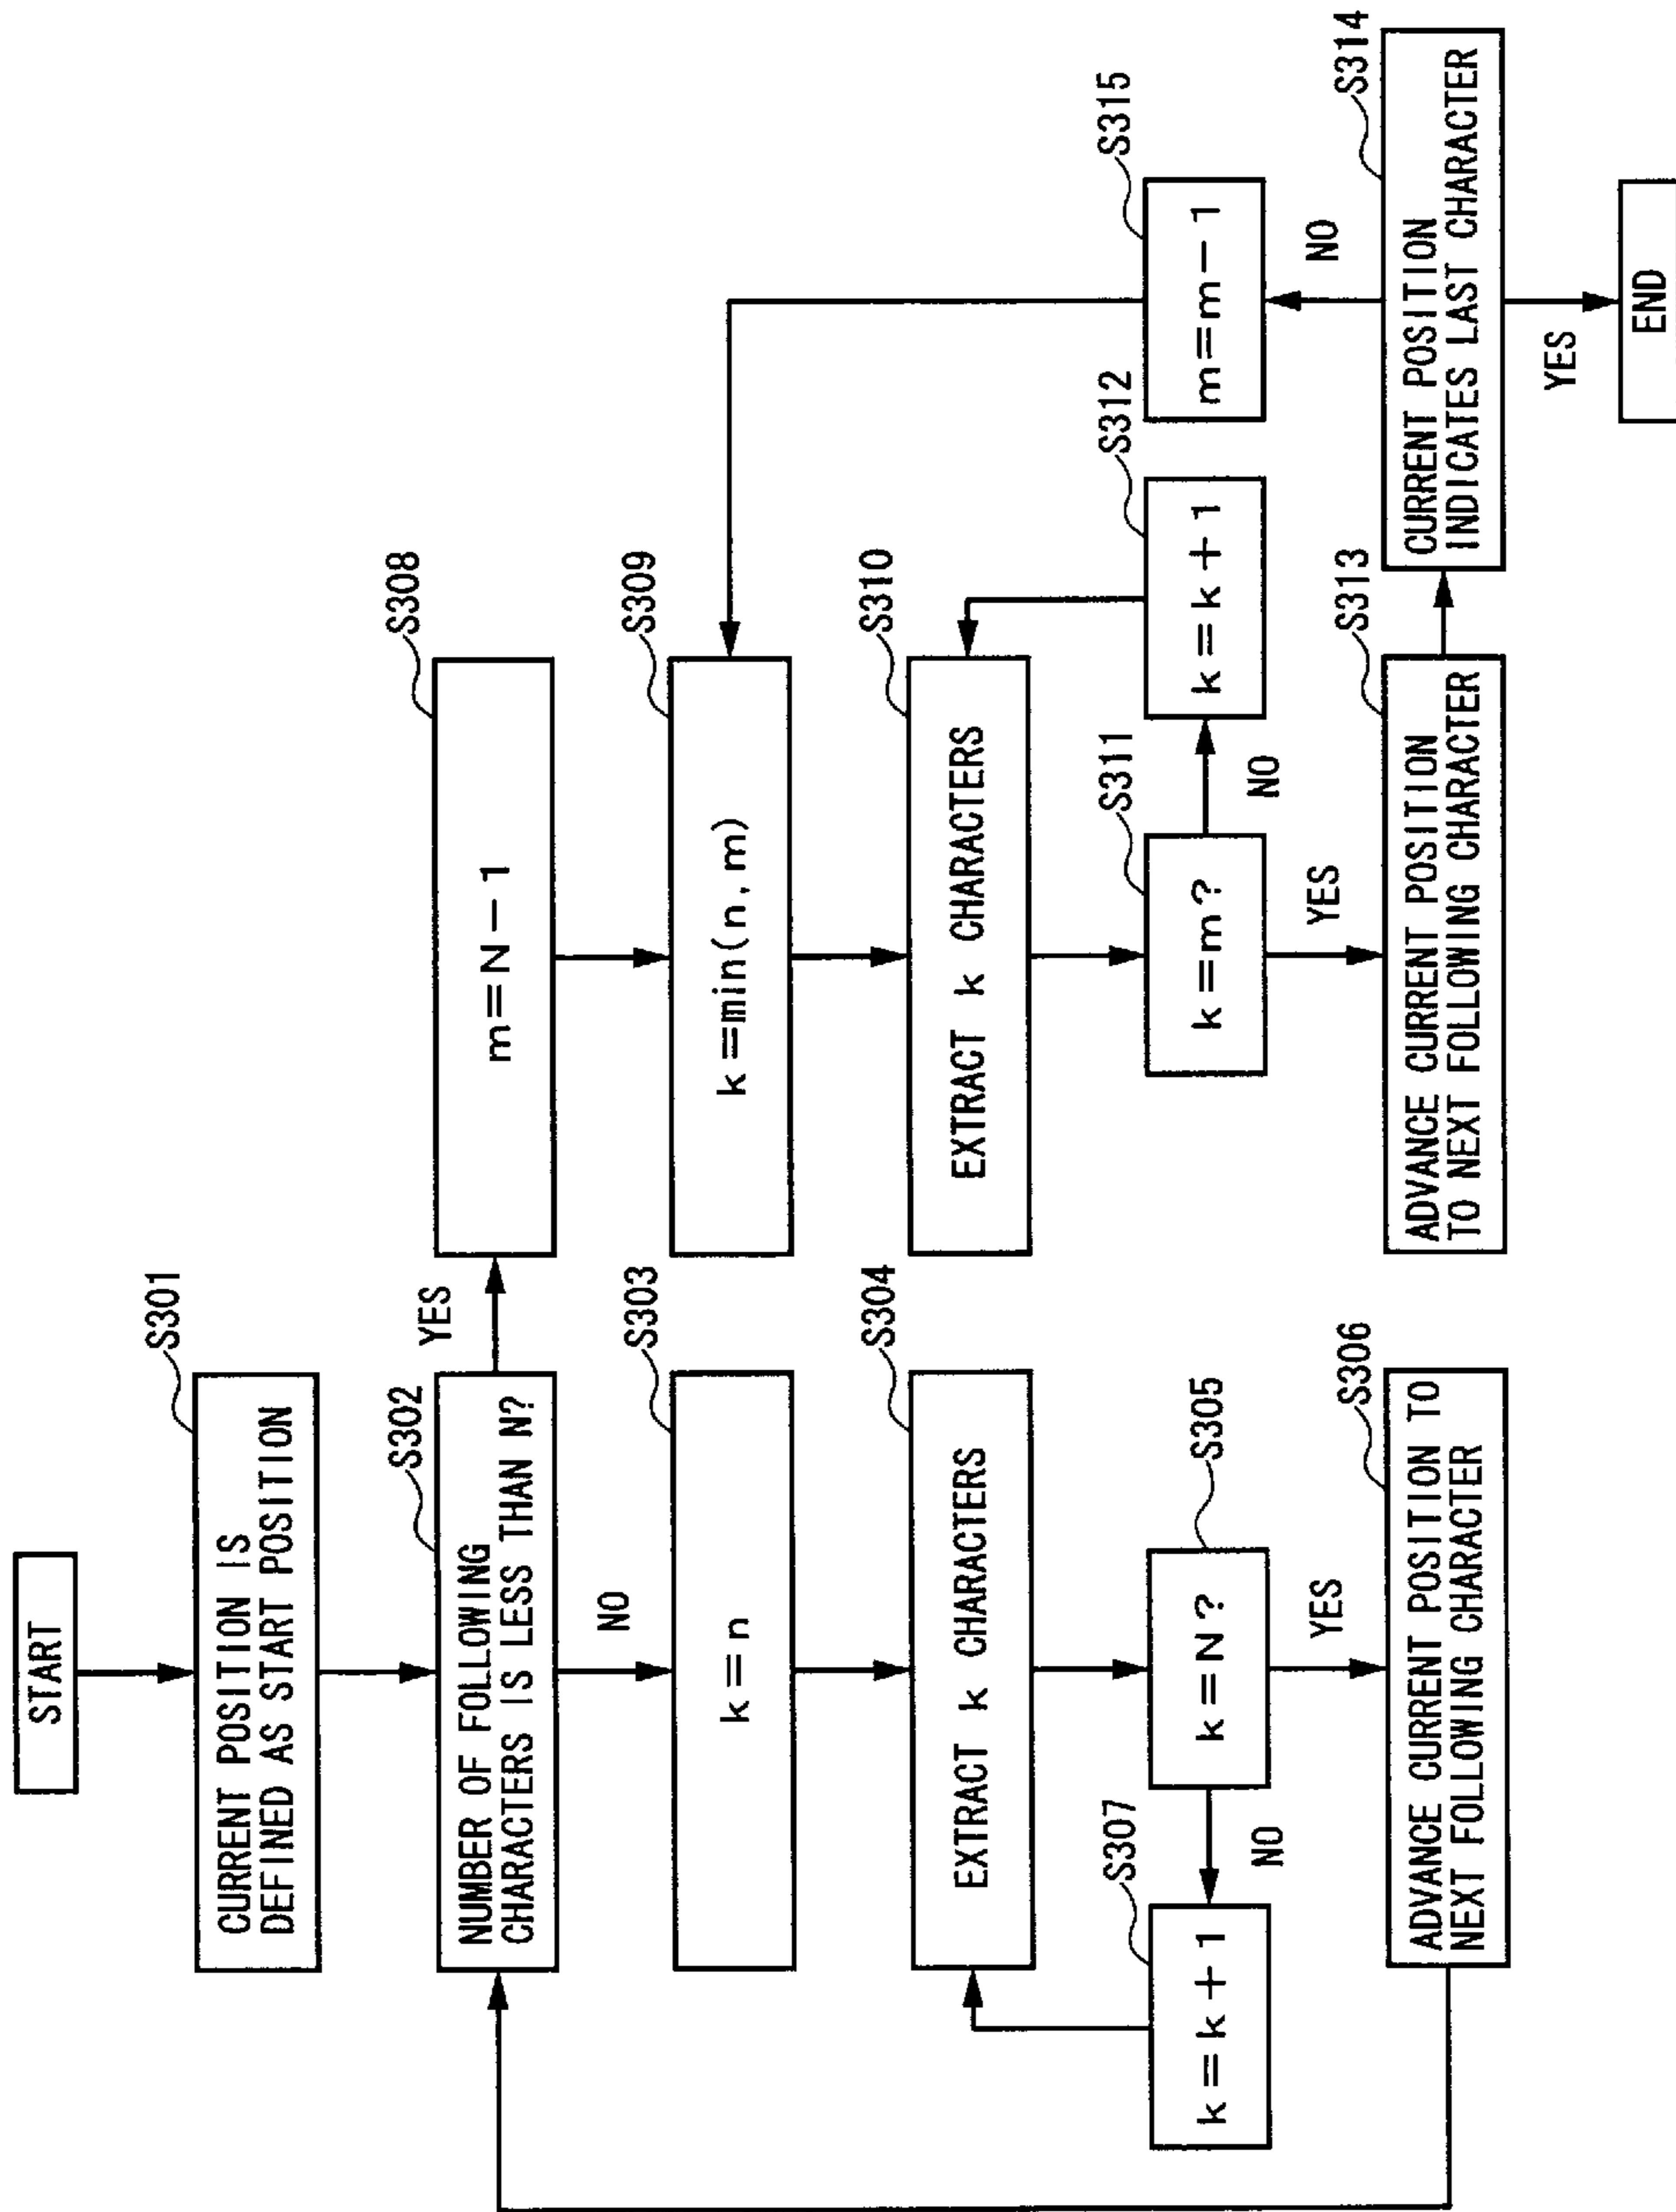 START
CURRENT POSITION IS
DEFINED AS START POSITION
S301
NUMBER OF FOLLOWING
CHARACTERS IS LESS THAN N?
S302
YES
NO
k=n
S303
EXTRACT k CHARACTERS
S304
k=N?
S305
NO
YES
k=k+1
S307
ADVANCE CURRENT POSITION TO
NEXT FOLLOWING CHARACTER
S306
m=N-1
S308
k=min(n,m)
S309
EXTRACT k CHARACTERS
S310
k=m?
S311
NO
YES
k=k+1
S312
ADVANCE CURRENT POSITION
TO NEXT FOLLOWING CHARACTER
S313
CURRENT POSITION
INDICATES LAST CHARACTER
S314
NO
YES
m=m-1
S315
END